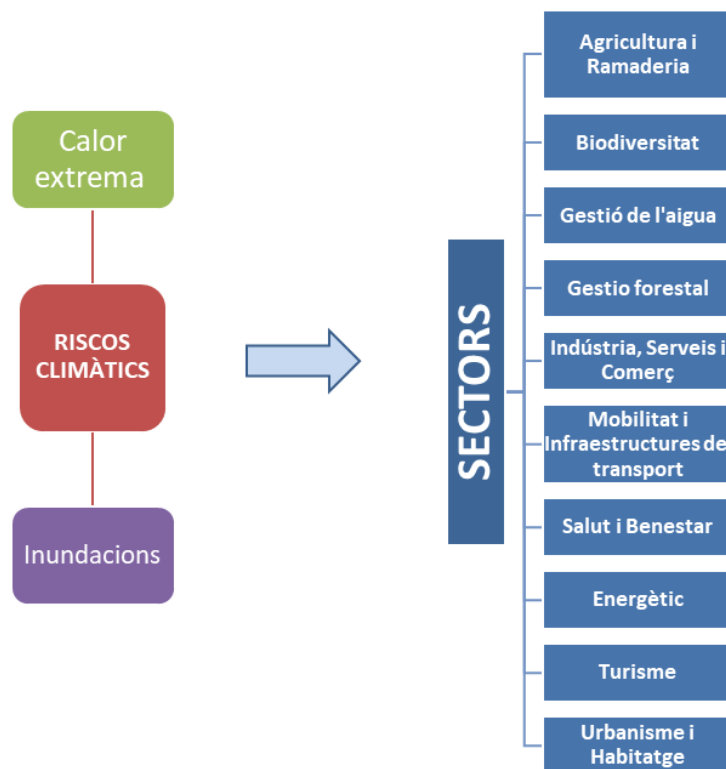 Calor
extrema
RISCOS
CLIMÀTICS
Inundacions
SECTORS
Agricultura i
Ramaderia
Biodiversitat
Gestió de l'aigua
Gestio forestal
Indústria, Serveis i
Comerç
Mobilitat i
Infraestructures de
transport
Salut i Benestar
Energètic
Turisme
Urbanisme i
Habitatge